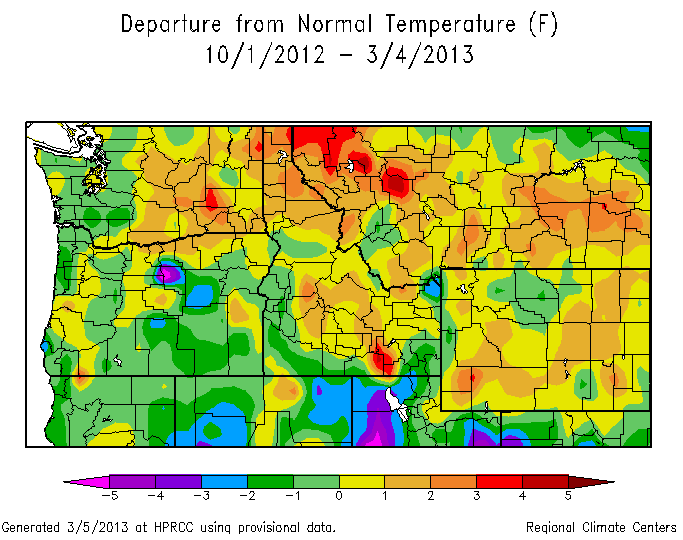 Departure from Normal Temperature (F)
10/1/2012 – 3/4/2013
-5 -4 -3 -2 -1 0 1 2 3 4 5
Generated 3/5/2013 at HPRCC using provisional data.
Regional Climate Centers